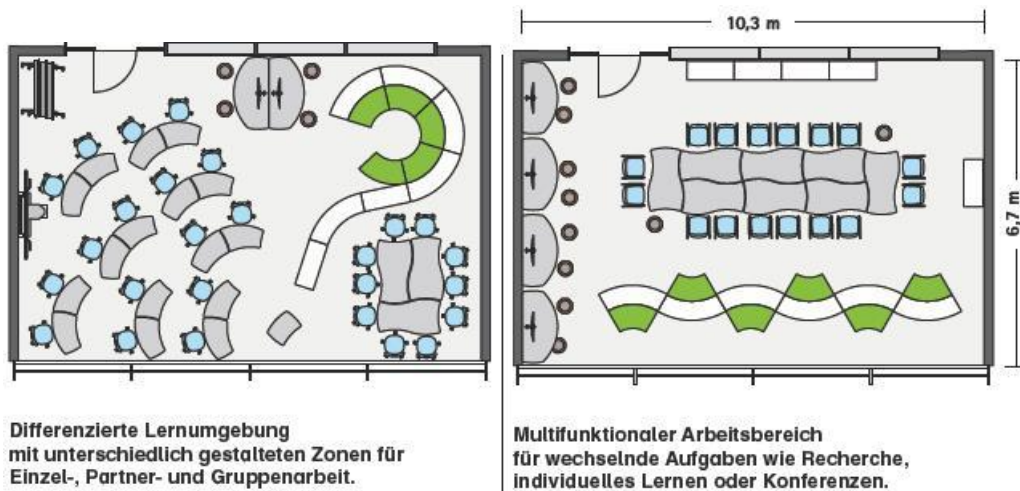 10,3 m
6,7 m
Differenzierte Lernumgebung
mit unterschiedlich gestalteten Zonen für
Einzel-, Partner- und Gruppenarbeit.
Multifunktionaler Arbeitsbereich
für wechselnde Aufgaben wie Recherche,
individuelles Lernen oder Konferenzen.